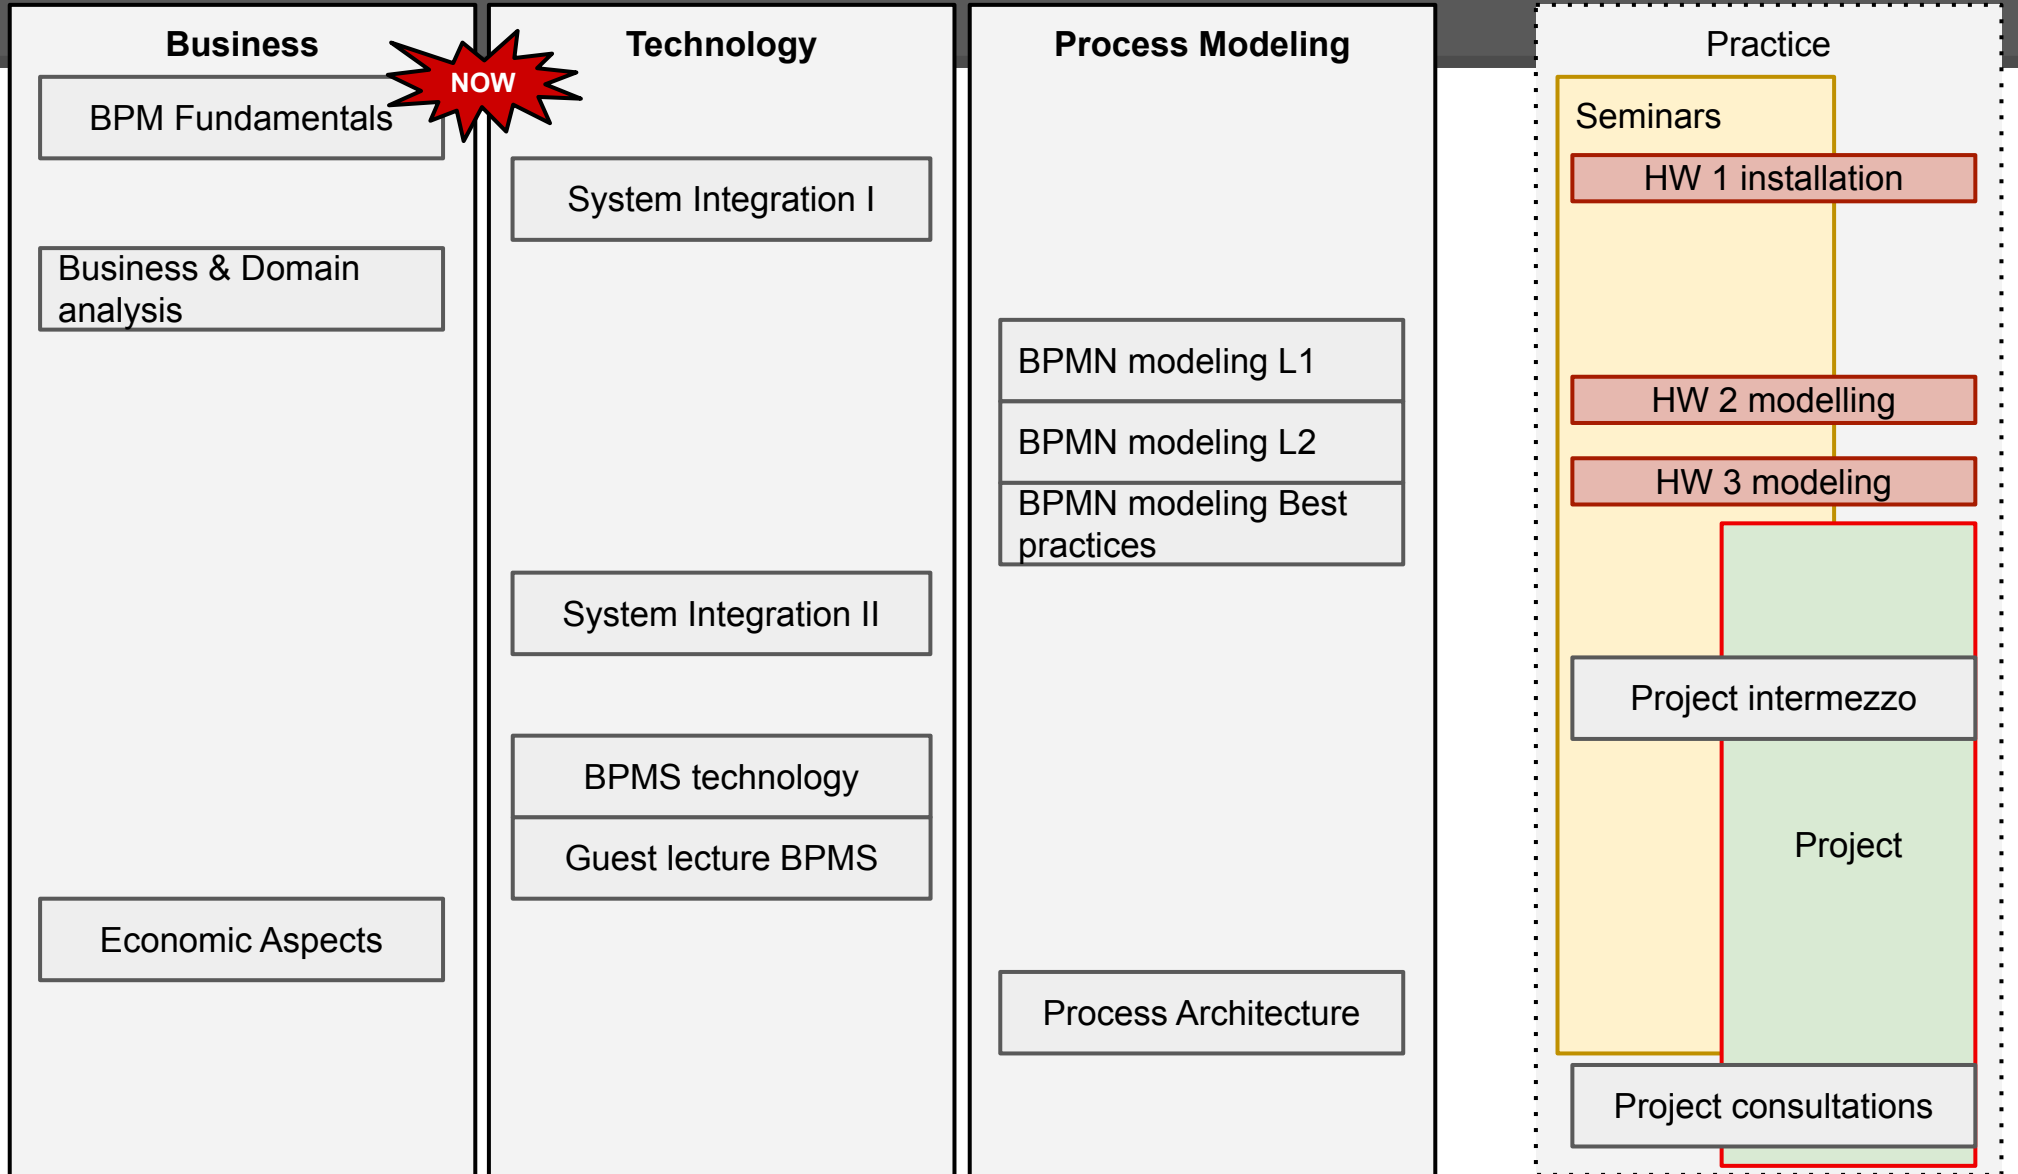 Business
NOW
Technology
Process Modeling
Practice
BPM Fundamentals
Seminars
HW 1 installation
System Integration I
Business & Domain
analysis
BPMN modeling L1
HW 2 modelling
BPMN modeling L2
HW 3 modeling
BPMN modeling Best
practices
System Integration II
Project intermezzo
BPMS technology
Guest lecture BPMS
Project
Economic Aspects
Process Architecture
Project consultations